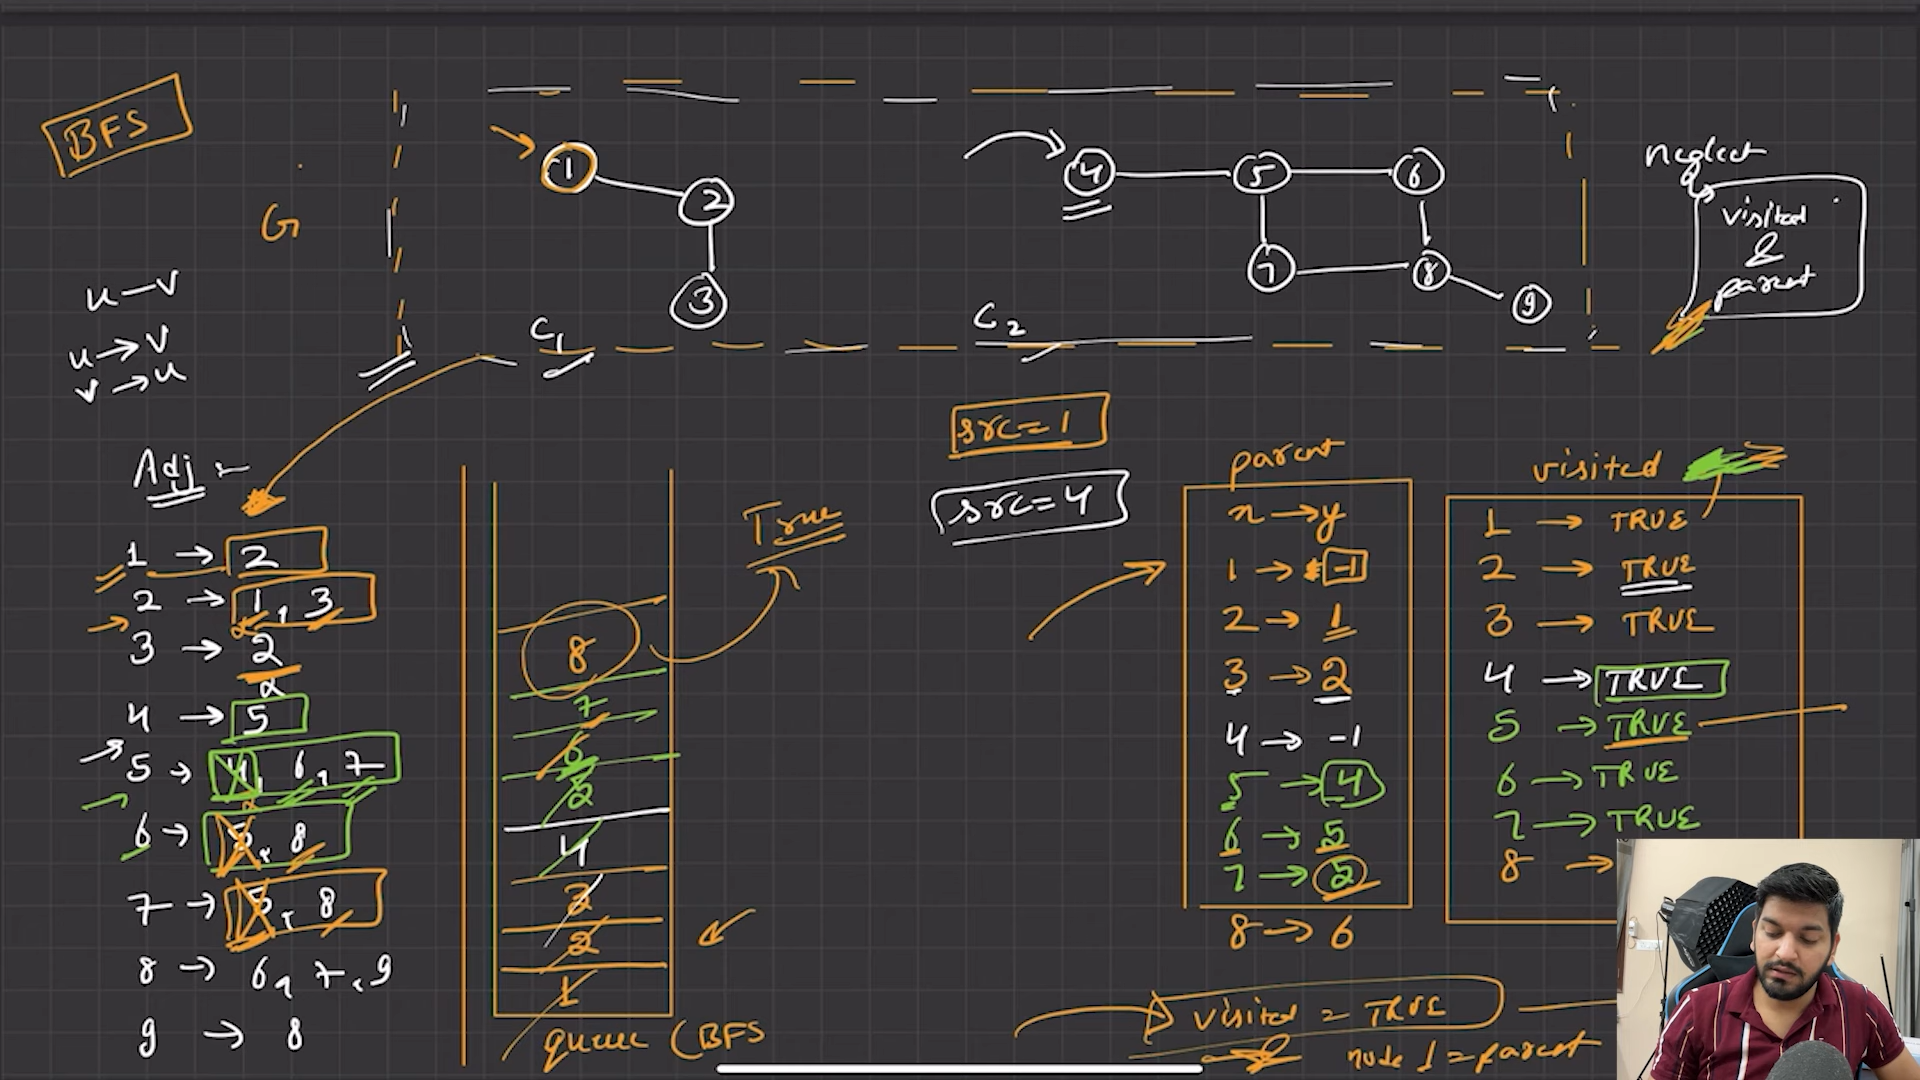 BFS
G
u — v
u → v
v → u
1
2
3
4
5
6
7
8
9
C1
C2
neglect
visited
&
parent
src = 1
src = 4
Adj :-
1 → 2
2 → 1, 3
3 → 2
4 → 5
5 → 4, 6, 7
6 → 5, 8
7 → 5, 8
8 → 6, 7, 9
9 → 8
8
7
6
5
4
3
2
1
queue (BFS
True
parent
x → y
1 → -1
2 → 1
3 → 2
4 → -1
5 → 4
6 → 5
7 → 5
8 → 6
visited
1 → TRUE
2 → TRUE
3 → TRUE
4 → TRUE
5 → TRUE
6 → TRUE
7 → TRUE
8 →
visited = TRUE
node 1 = parent